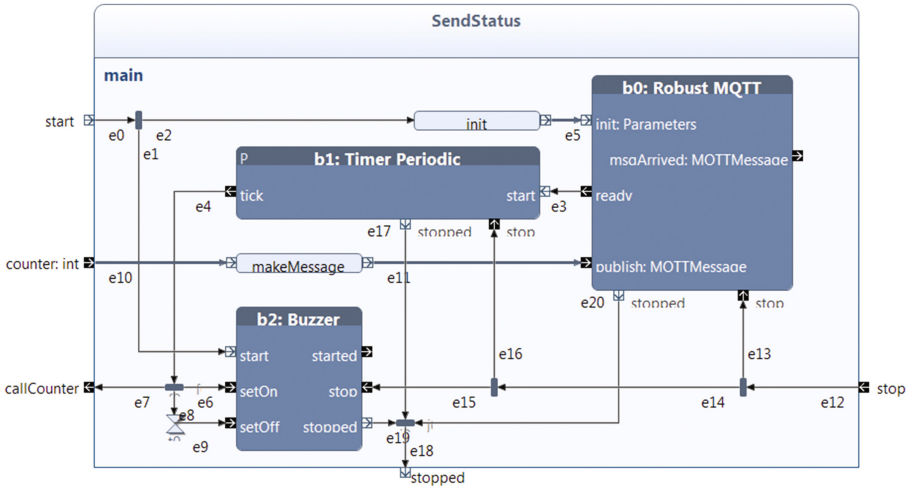 SendStatus
main
b0: Robust MQTT
start
e0
e2
init
e5
init: Parameters
e1
b1: Timer Periodic
P
msgArrived: MQTTMessage
tick
start
ready
e4
e3
e17
stopped
stop
counter: int
e10
makeMessage
e11
publish: MQTTMessage
e20
stopped
stop
b2: Buzzer
start
started
e16
e13
callCounter
setOn
stop
stop
e7
e6
e15
e14
e12
e8
setOff
stopped
e9
e19
e18
stopped